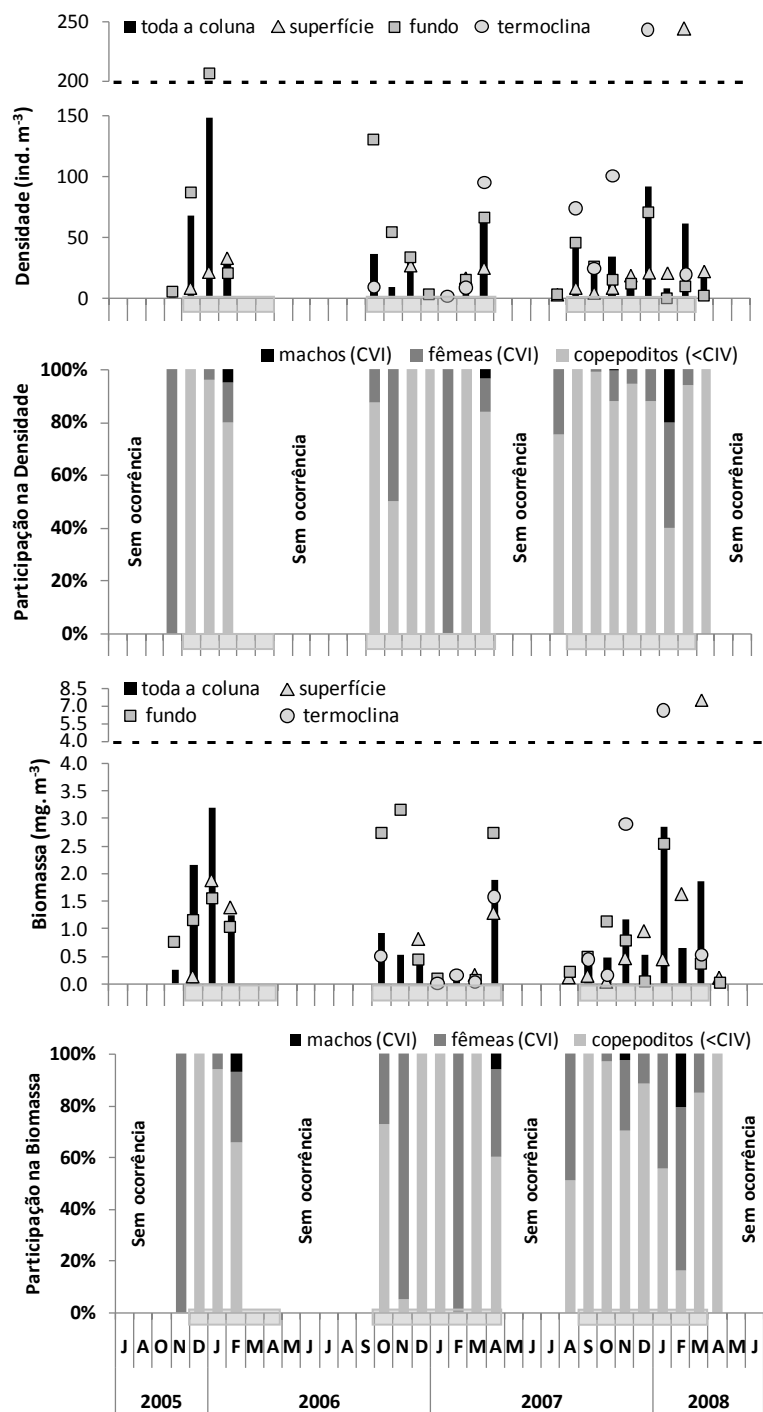 ■ toda a coluna △ superfície ■ fundo ○ termoclina
250
200
150
100
50
0
Densidade (ind. m⁻³)
■ machos (CVI) ■ fêmeas (CVI) ■ copepoditos (<CIV)
100%
80%
60%
40%
20%
0%
Participação na Densidade
Sem ocorrência
Sem ocorrência
Sem ocorrência
Sem ocorrência
■ toda a coluna △ superfície
■ fundo ○ termoclina
8.5
7.0
5.5
4.0
4.0
3.5
3.0
2.5
2.0
1.5
1.0
0.5
0.0
Biomassa (mg. m⁻³)
■ machos (CVI) ■ fêmeas (CVI) ■ copepoditos (<CIV)
100%
80%
60%
40%
20%
0%
Participação na Biomassa
Sem ocorrência
Sem ocorrência
Sem ocorrência
Sem ocorrência
J A O N D J F M A M J J A S O N D J F M A M J J A S O N D J F M A M J
2005 2006 2007 2008